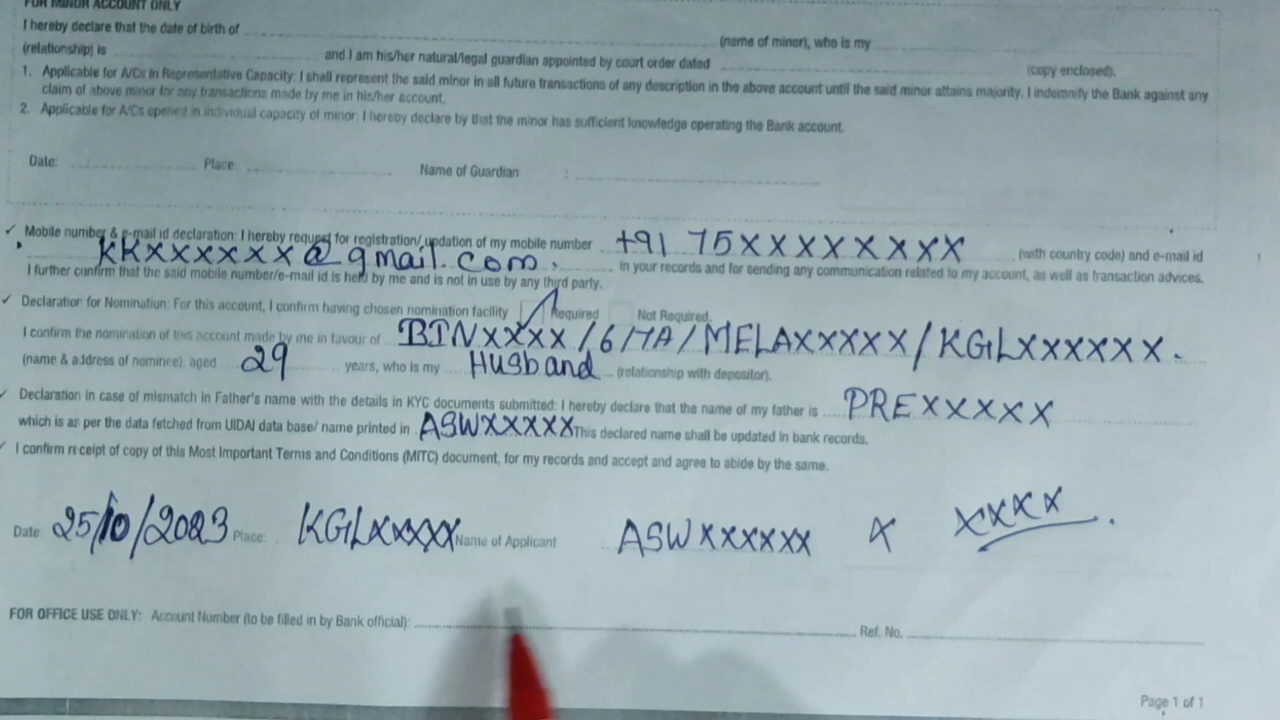 FOR MINOR ACCOUNT ONLY
I hereby declare that the date of birth of (name of minor), who is my
(relationship) is and I am his/her natural/legal guardian appointed by court order dated (copy enclosed).
1. Applicable for A/Cs In Representative Capacity: I shall represent the said minor in all future transactions of any description in the above account until the said minor attains majority. I indemnify the Bank against any
claim of above minor for any transactions made by me in his/her account.
2. Applicable for A/Cs opened in individual capacity of minor. I hereby declare by that the minor has sufficient knowledge operating the Bank account.
Date: Place Name of Guardian :
✓ Mobile number & e-mail id declaration: I hereby request for registration/updation of my mobile number +91 75XXXXXXXX (with country code) and e-mail id
KKXXXXXXX@gmail.com. in your records and for sending any communication related to my account, as well as transaction advices.
I further confirm that the said mobile number/e-mail id is held by me and is not in use by any third party.
✓ Declaration for Nomination: For this account, I confirm having chosen nomination facility ✓ Required Not Required.
I confirm the nomination of this account made by me in favour of BINXXXX/6/7A/MELAXXXXX/KGLXXXXXX.
(name & address of nominee), aged 29 years, who is my Husband (relationship with depositor).
✓ Declaration in case of mismatch in Father's name with the details in KYC documents submitted: I hereby declare that the name of my father is PREXXXXX
which is as per the data fetched from UIDAI data base/ name printed in ASWXXXXX This declared name shall be updated in bank records.
✓ I confirm receipt of copy of this Most Important Terms and Conditions (MITC) document, for my records and accept and agree to abide by the same.
Date: 25/10/2023 Place: KGLXXXXX Name of Applicant ASWXXXXXX X XXXX.
FOR OFFICE USE ONLY: Account Number (to be filled in by Bank official): Ref. No.
Page 1 of 1